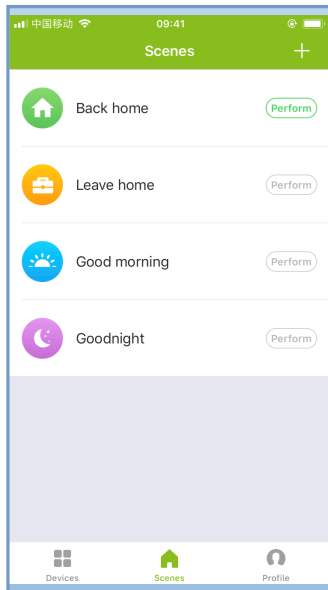 中国移动 09:41
Scenes
Back home Perform
Leave home Perform
Good morning Perform
Goodnight Perform
Devices Scenes Profile